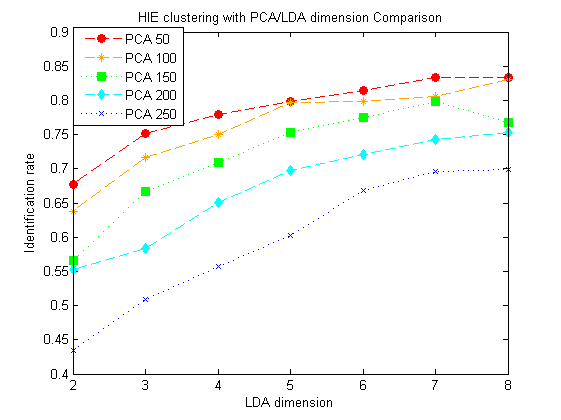 HIE clustering with PCA/LDA dimension Comparison
0.9
0.85
0.8
0.75
0.7
0.65
0.6
0.55
0.5
0.45
0.4
PCA 50
PCA 100
PCA 150
PCA 200
PCA 250
Identification rate
2 3 4 5 6 7 8
LDA dimension